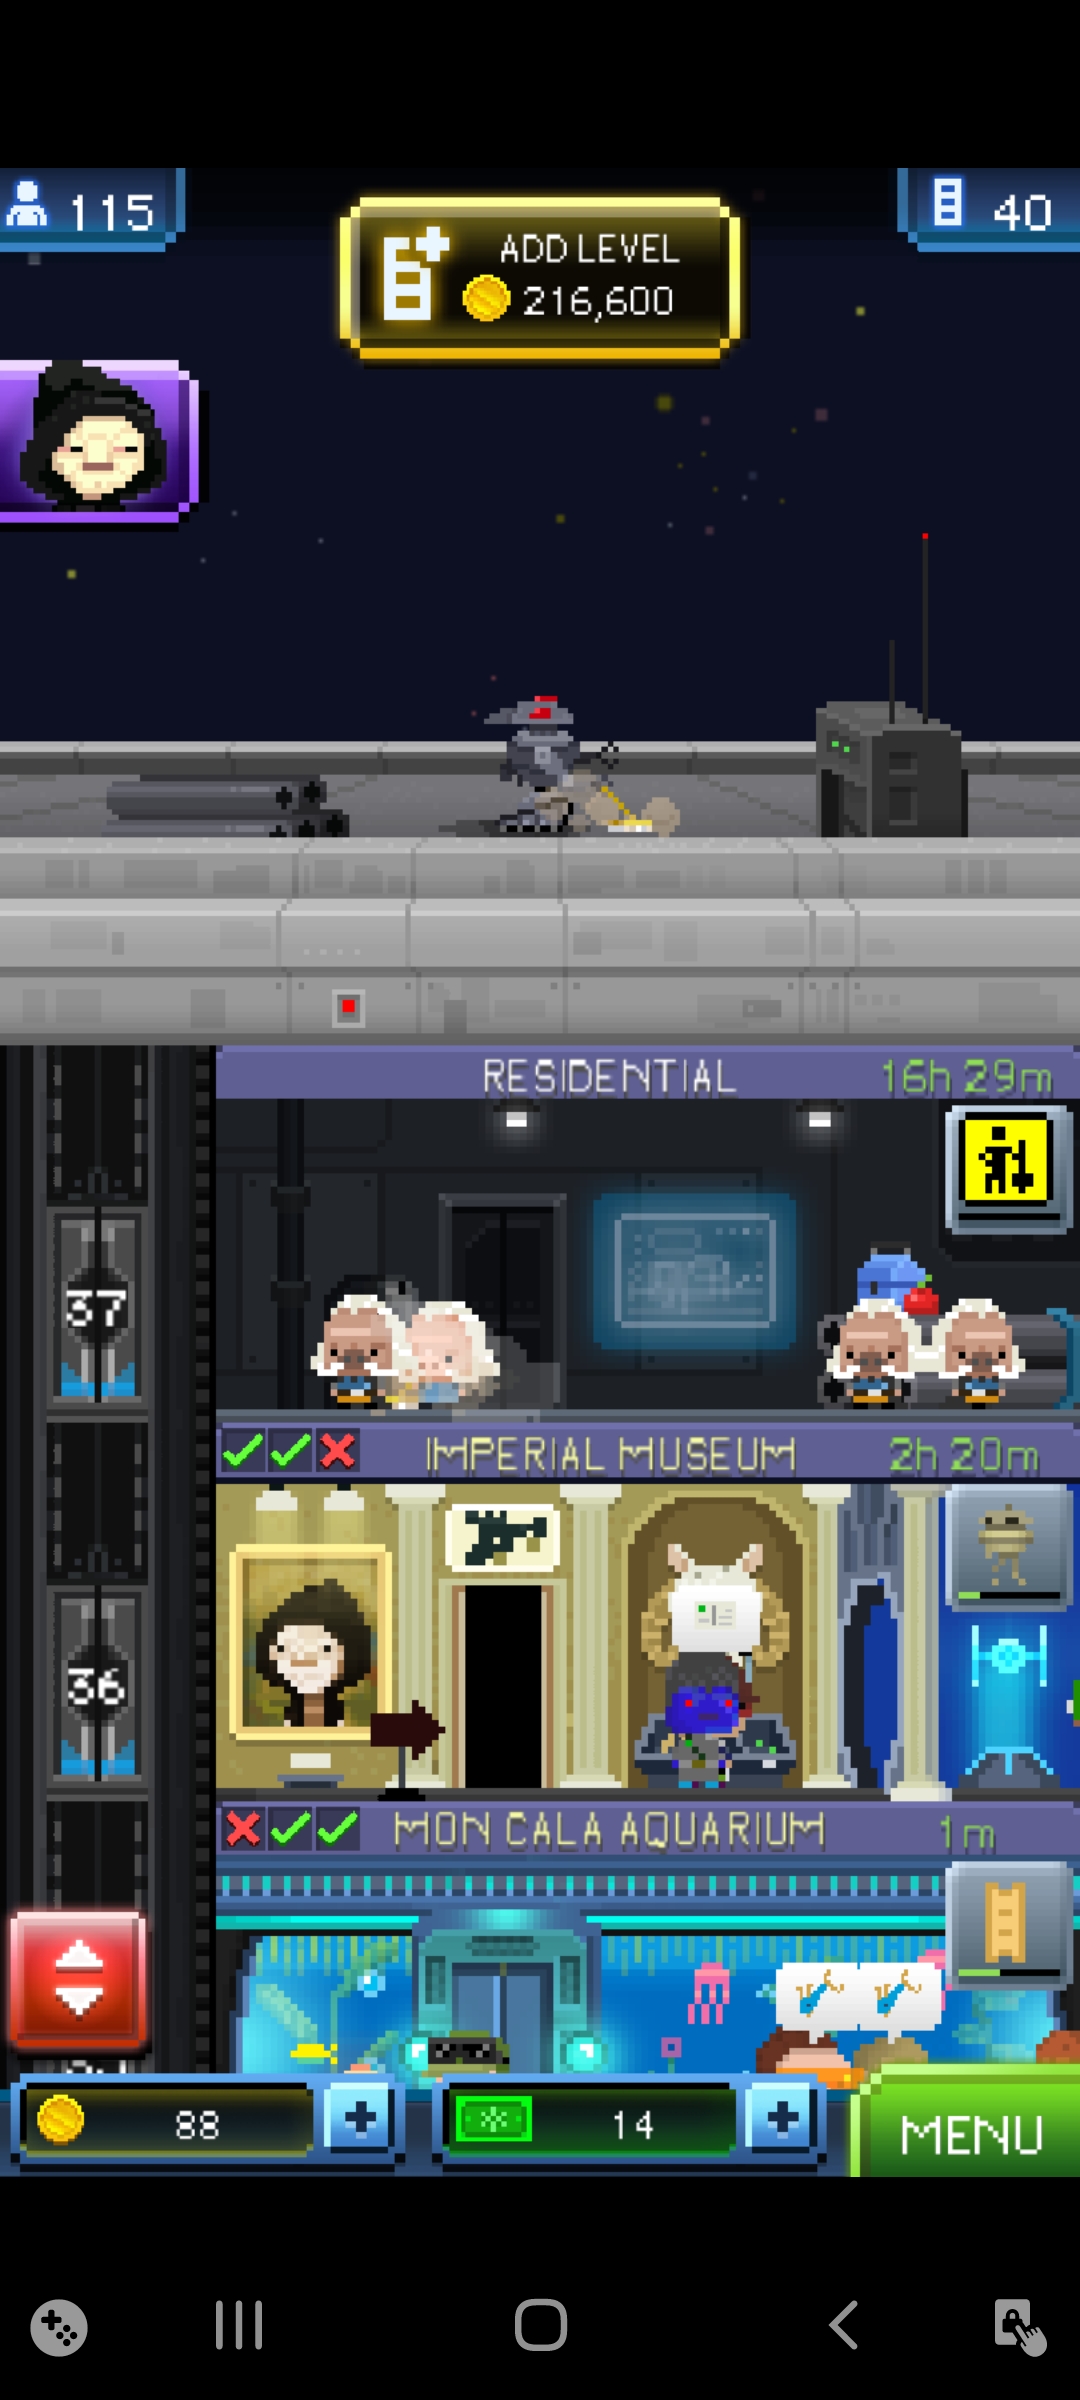 115
ADD LEVEL
216,600
40
RESIDENTIAL 16h 29m
37
IMPERIAL MUSEUM 2h 20m
36
MON CALA AQUARIUM 1m
88
14
MENU